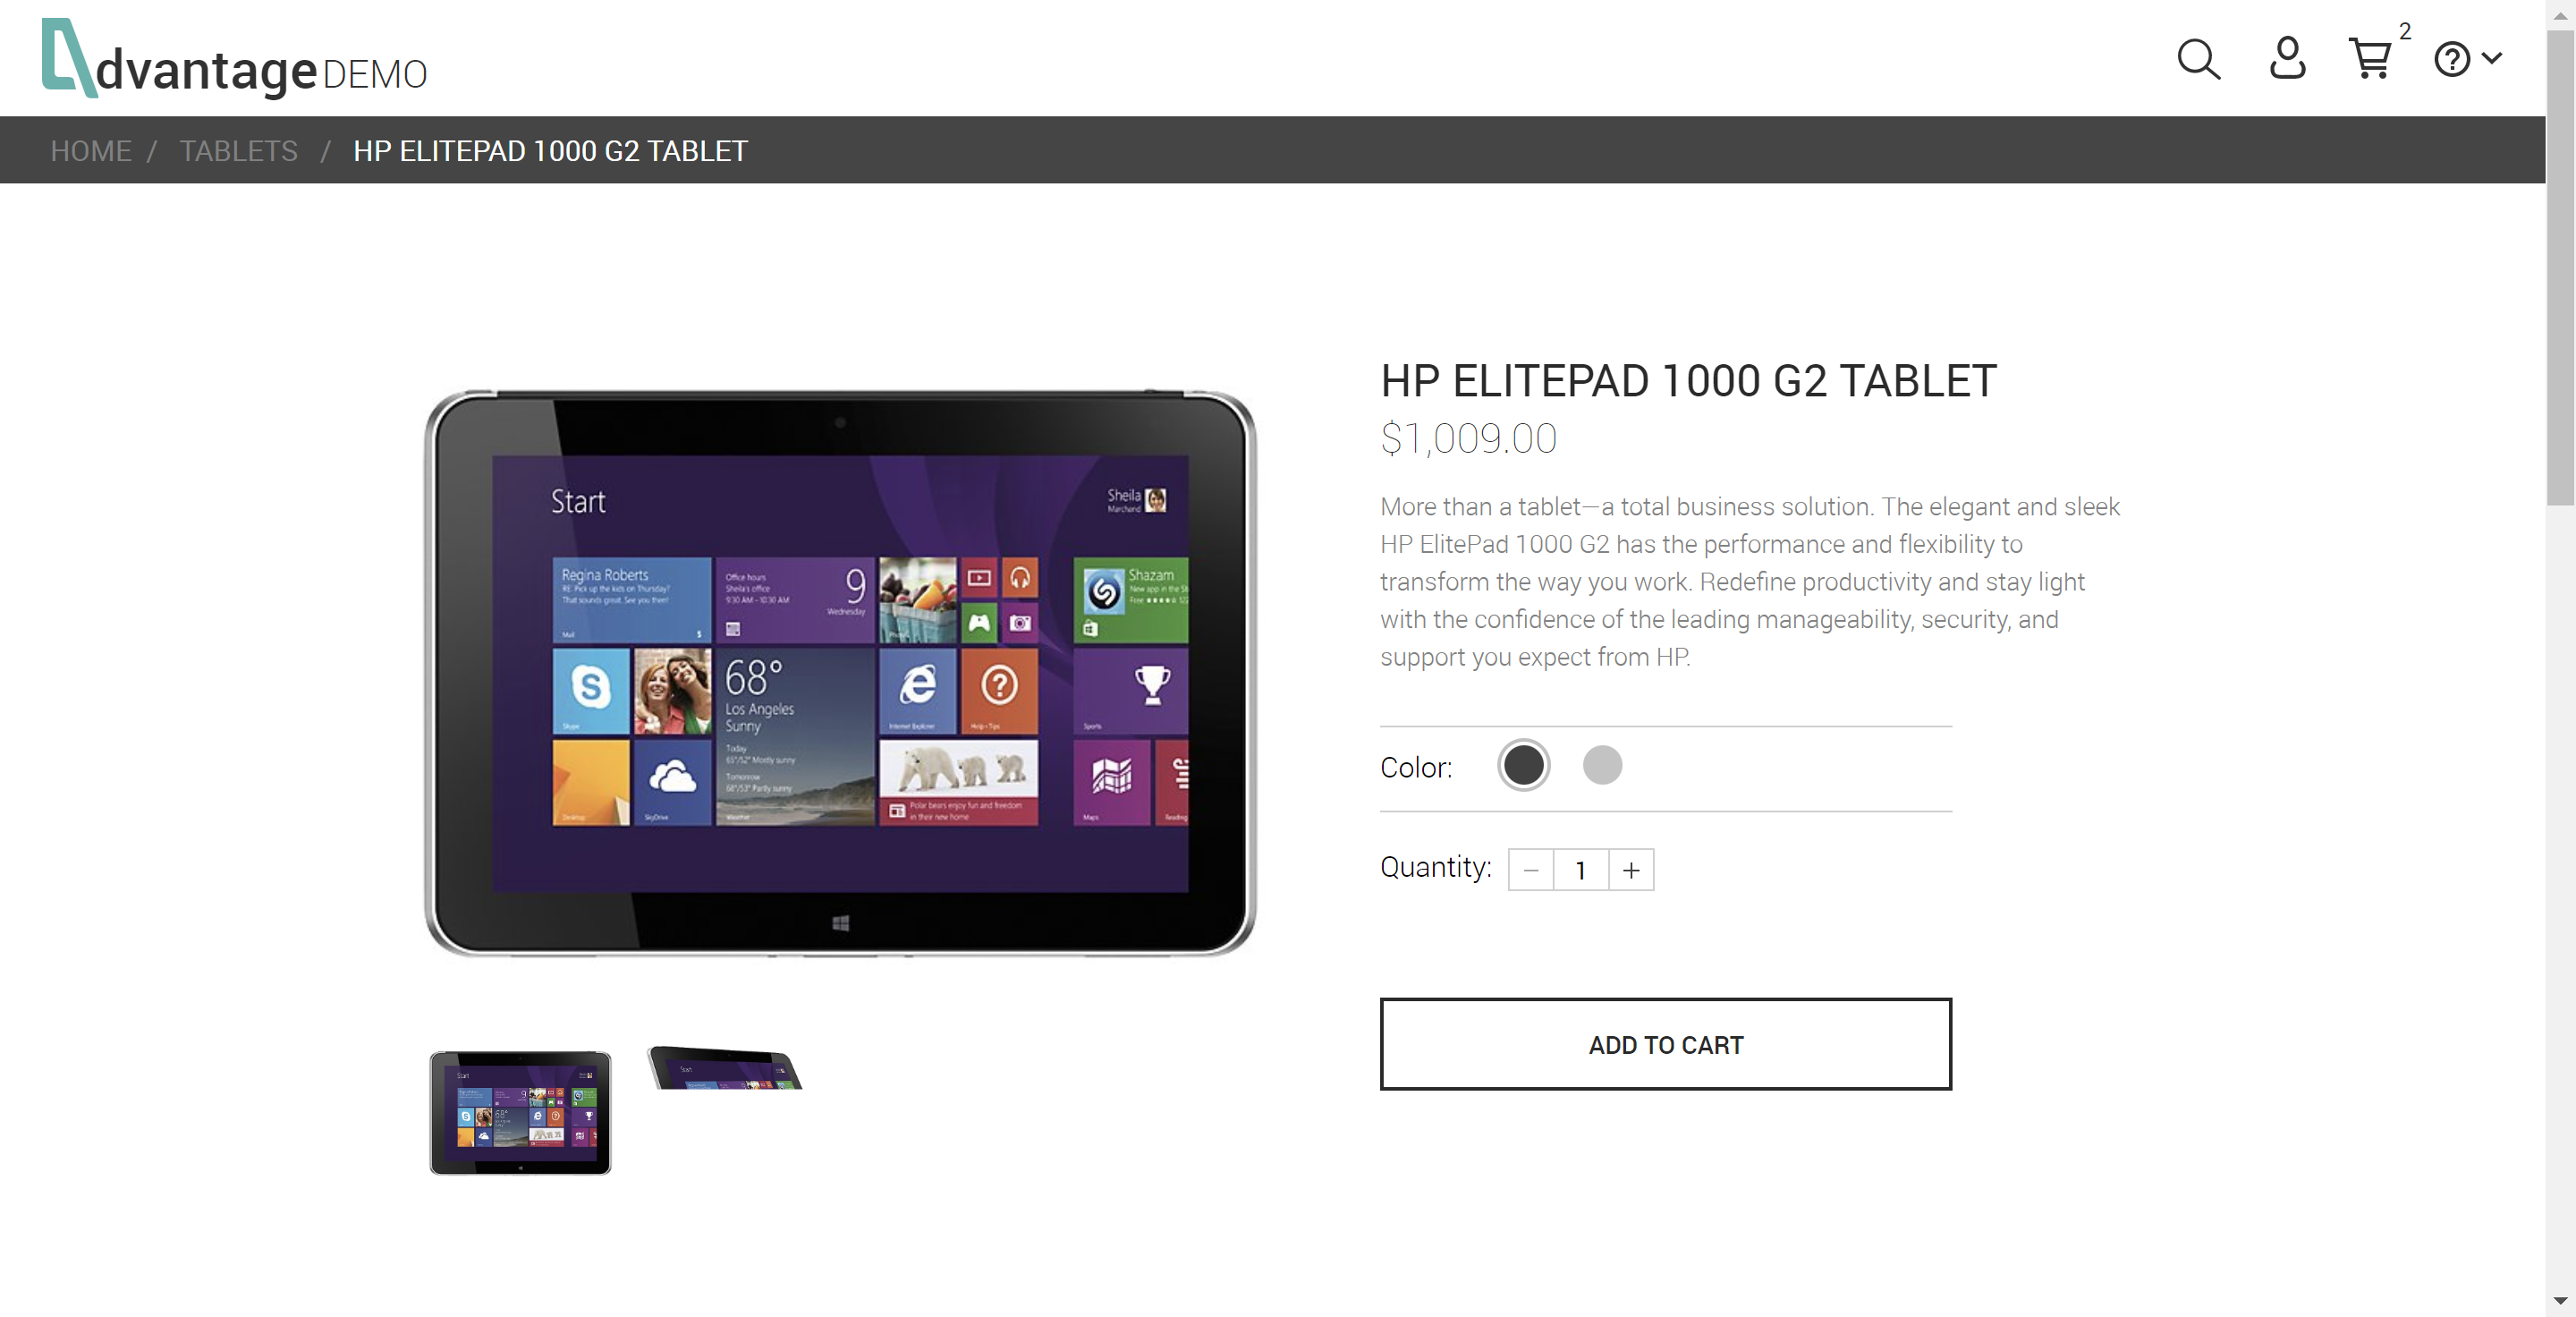 dvantage DEMO
2
HOME / TABLETS / HP ELITEPAD 1000 G2 TABLET
HP ELITEPAD 1000 G2 TABLET
$1,009.00
More than a tablet—a total business solution. The elegant and sleek
HP ElitePad 1000 G2 has the performance and flexibility to
transform the way you work. Redefine productivity and stay light
with the confidence of the leading manageability, security, and
support you expect from HP.
Color:
Quantity: − 1 +
ADD TO CART
Start
Sheila
Marchand
Regina Roberts
RE: Pick up the kids on Thursday?
That sounds great. See you then!
Mail
Office hours
Sheila's office
9:30 AM - 10:30 AM
9
Wednesday
Shazam
New app in the St
Free
Skype
68°
Los Angeles
Sunny
Today
65°/52° Mostly sunny
Tomorrow
68°/53° Partly sunny
Weather
Internet Explorer
Help+Tips
Sports
Desktop
SkyDrive
Polar bears enjoy fun and freedom
in their new home
Maps
Reading
Start
68°
Start